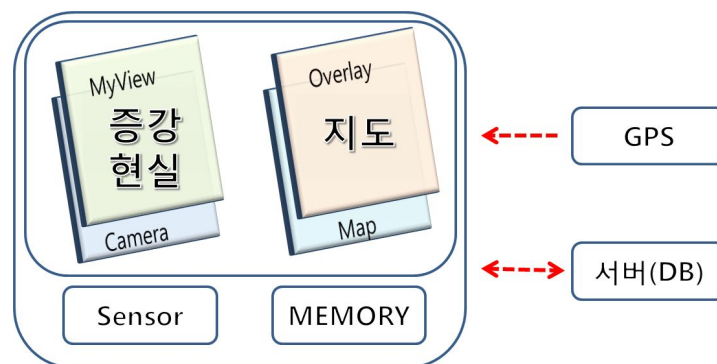 MyView
증강
현실
Camera
Overlay
지도
Map
GPS
서버(DB)
Sensor
MEMORY